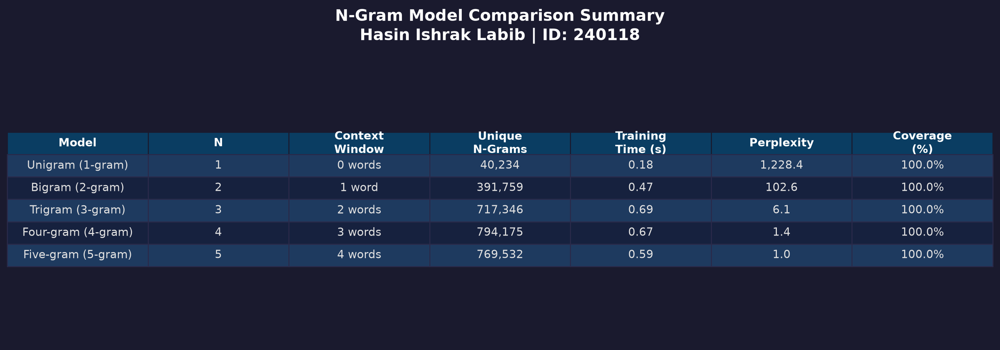 N-Gram Model Comparison Summary
Hasin Ishrak Labib | ID: 240118
Model N Context Window Unique N-Grams Training Time (s) Perplexity Coverage (%)
Unigram (1-gram) 1 0 words 40,234 0.18 1,228.4 100.0%
Bigram (2-gram) 2 1 word 391,759 0.47 102.6 100.0%
Trigram (3-gram) 3 2 words 717,346 0.69 6.1 100.0%
Four-gram (4-gram) 4 3 words 794,175 0.67 1.4 100.0%
Five-gram (5-gram) 5 4 words 769,532 0.59 1.0 100.0%